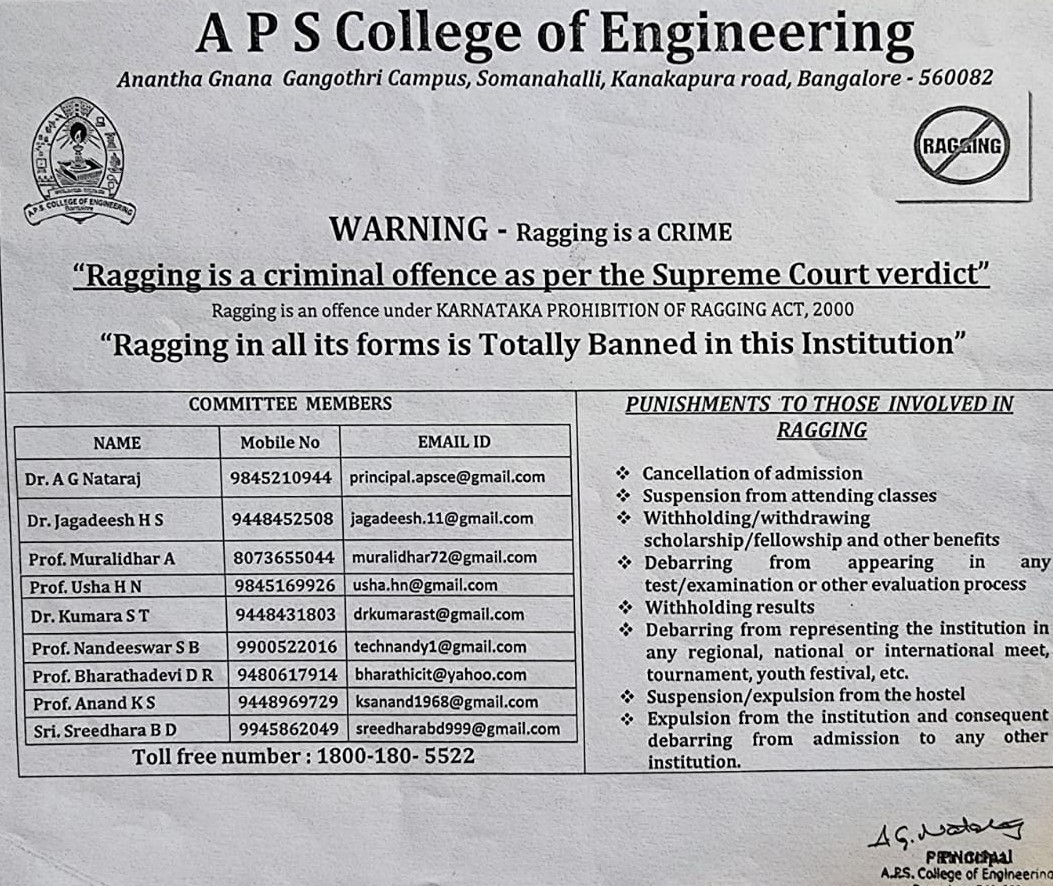 A P S College of Engineering
Anantha Gnana Gangothri Campus, Somanahalli, Kanakapura road, Bangalore - 560082
A.P.S. COLLEGE OF ENGINEERING
Bangalore
RAGGING
WARNING - Ragging is a CRIME
“Ragging is a criminal offence as per the Supreme Court verdict”
Ragging is an offence under KARNATAKA PROHIBITION OF RAGGING ACT, 2000
“Ragging in all its forms is Totally Banned in this Institution”
COMMITTEE MEMBERS
NAME Mobile No EMAIL ID
Dr. A G Nataraj 9845210944 principal.apsce@gmail.com
Dr. Jagadeesh H S 9448452508 jagadeesh.11@gmail.com
Prof. Muralidhar A 8073655044 muralidhar72@gmail.com
Prof. Usha H N 9845169926 usha.hn@gmail.com
Dr. Kumara S T 9448431803 drkumarast@gmail.com
Prof. Nandeeswar S B 9900522016 technandy1@gmail.com
Prof. Bharathadevi D R 9480617914 bharathicit@yahoo.com
Prof. Anand K S 9448969729 ksanand1968@gmail.com
Sri. Sreedhara B D 9945862049 sreedharabd999@gmail.com
Toll free number : 1800-180- 5522
PUNISHMENTS TO THOSE INVOLVED IN
RAGGING
❖ Cancellation of admission
❖ Suspension from attending classes
❖ Withholding/withdrawing
scholarship/fellowship and other benefits
❖ Debarring from appearing in any
test/examination or other evaluation process
❖ Withholding results
❖ Debarring from representing the institution in
any regional, national or international meet,
tournament, youth festival, etc.
❖ Suspension/expulsion from the hostel
❖ Expulsion from the institution and consequent
debarring from admission to any other
institution.
A.G. Nataraj
PRINCIPAL
A.P.S. College of Engineering